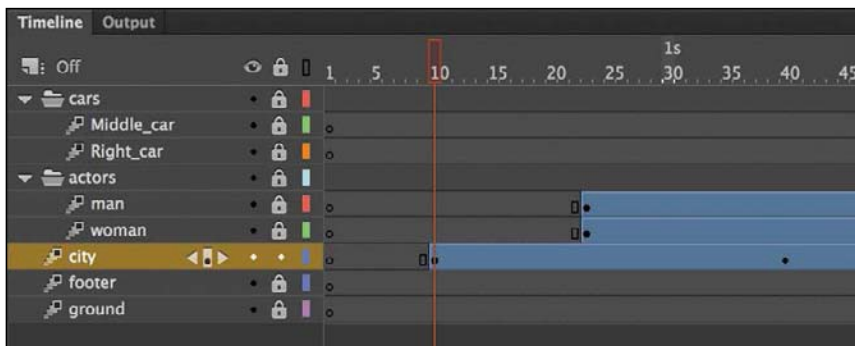 Timeline Output
1s
Off 1 5 10 15 20 25 30 35 40 45
cars
Middle_car
Right_car
actors
man
woman
city
footer
ground